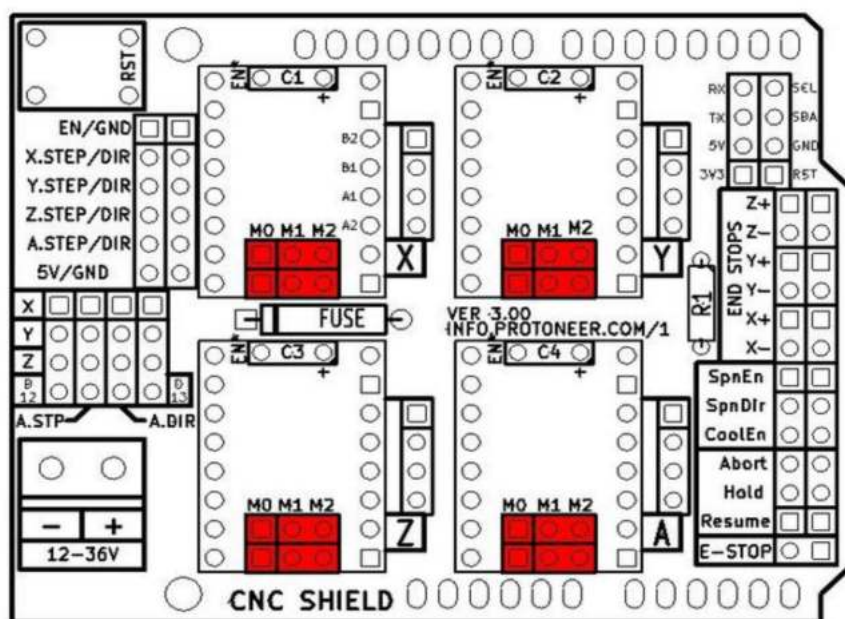 RST
EN*
C1
+
EN*
C2
+
EN/GND
X.STEP/DIR
Y.STEP/DIR
Z.STEP/DIR
A.STEP/DIR
5V/GND
B2
B1
A1
A2
RX
TX
5V
3V3
SCL
SDA
GND
RST
M0 M1 M2
X
M0 M1 M2
Y
Z+
Z-
Y+
Y-
X+
X-
END STOPS
R1
FUSE
VER 3.00
INFO.PROTONEER.COM/1
X
Y
Z
D
12
D
13
A.STP
A.DIR
EN*
C3
+
EN*
C4
+
SpnEn
SpnDir
CoolEn
Abort
Hold
Resume
E-STOP
- +
12-36V
M0 M1 M2
Z
M0 M1 M2
A
CNC SHIELD